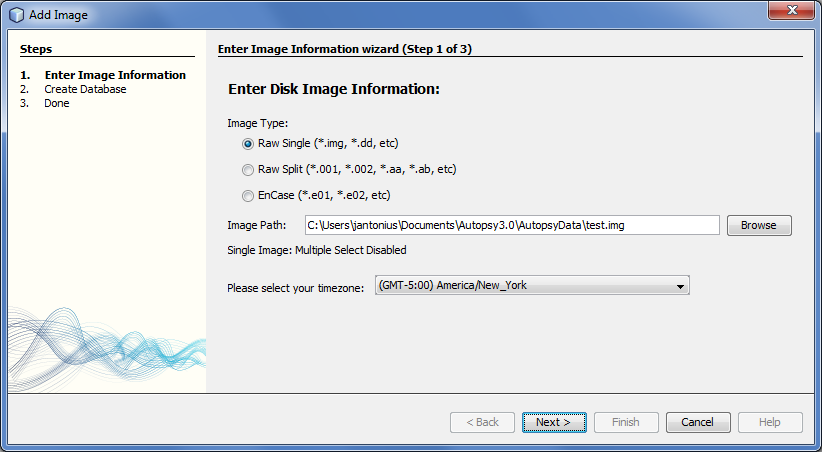 Add Image
Steps
1. Enter Image Information
2. Create Database
3. Done
Enter Image Information wizard (Step 1 of 3)
Enter Disk Image Information:
Image Type:
Raw Single (*.img, *.dd, etc)
Raw Split (*.001, *.002, *.aa, *.ab, etc)
EnCase (*.e01, *.e02, etc)
Image Path: C:\Users\jantonius\Documents\Autopsy3.0\AutopsyData\test.img Browse
Single Image: Multiple Select Disabled
Please select your timezone: (GMT-5:00) America/New_York
< Back Next > Finish Cancel Help